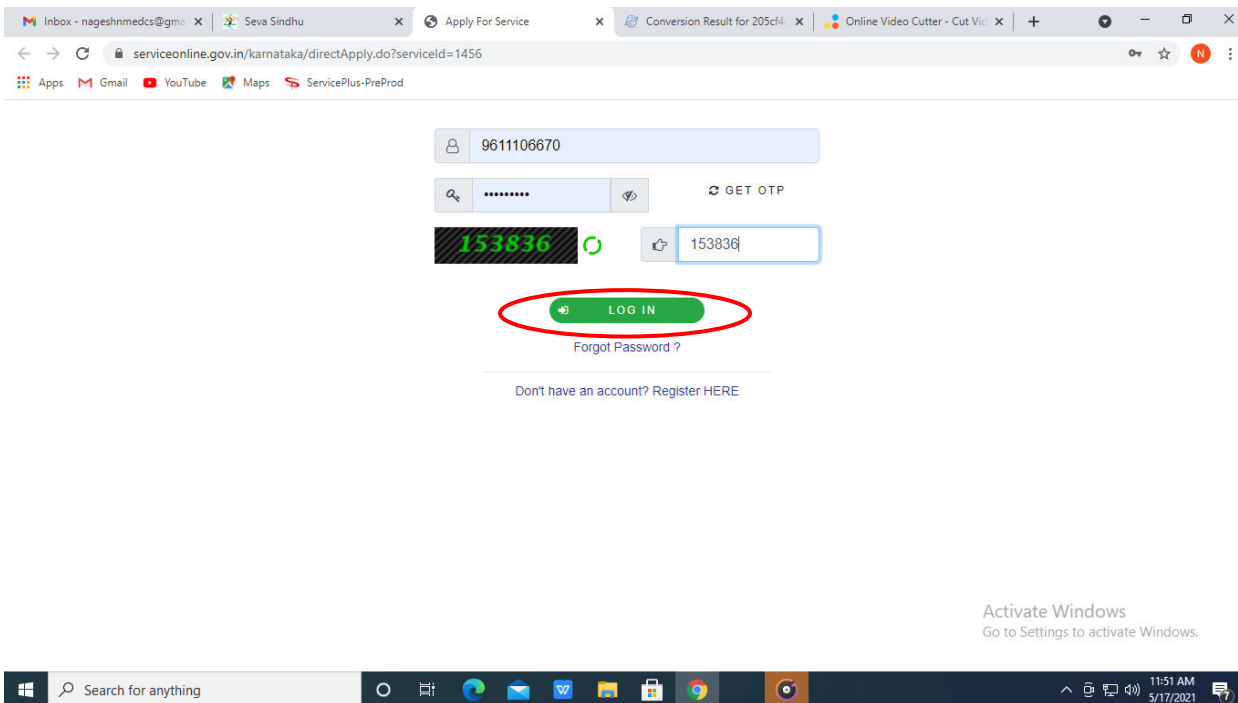 Inbox - nageshnmedcs@gma
Seva Sindhu
Apply For Service
Conversion Result for 205cf4
Online Video Cutter - Cut Vid
serviceonline.gov.in/karnataka/directApply.do?serviceId=1456
N
Apps Gmail YouTube Maps ServicePlus-PreProd
9611106670
••••••••• GET OTP
153836 153836
LOG IN
Forgot Password ?
Don't have an account? Register HERE
Activate Windows
Go to Settings to activate Windows.
Search for anything
11:51 AM
5/17/2021
7